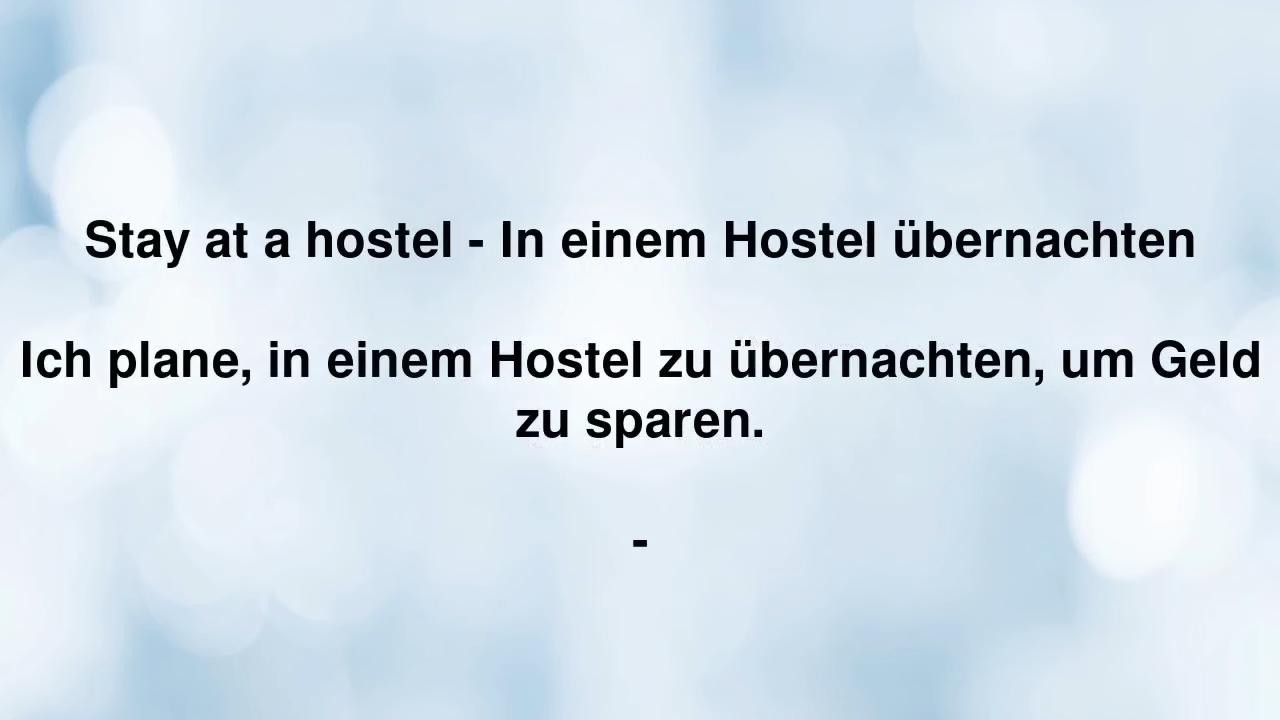 Stay at a hostel - In einem Hostel übernachten
Ich plane, in einem Hostel zu übernachten, um Geld
zu sparen.
-